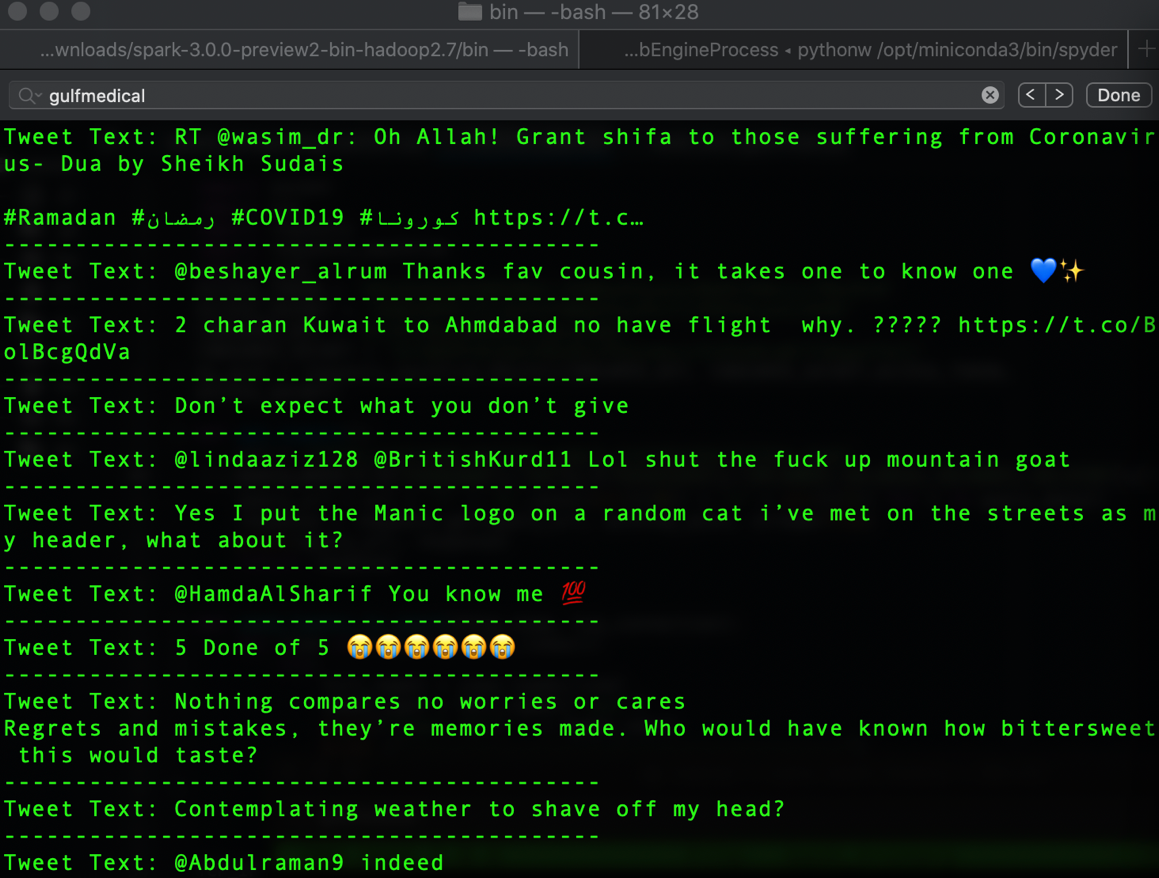 bin — -bash — 81×28
...wnloads/spark-3.0.0-preview2-bin-hadoop2.7/bin — -bash
...bEngineProcess ◂ pythonw /opt/miniconda3/bin/spyder
+
gulfmedical
< >
Done
Tweet Text: RT @wasim_dr: Oh Allah! Grant shifa to those suffering from Coronavir
us- Dua by Sheikh Sudais
#Ramadan #رمضان #COVID19 #كورونا https://t.c…
------------------------------------------
Tweet Text: @beshayer_alrum Thanks fav cousin, it takes one to know one 💙✨
------------------------------------------
Tweet Text: 2 charan Kuwait to Ahmdabad no have flight  why. ????? https://t.co/B
olBcgQdVa
------------------------------------------
Tweet Text: Don’t expect what you don’t give
------------------------------------------
Tweet Text: @lindaaziz128 @BritishKurd11 Lol shut the fuck up mountain goat
------------------------------------------
Tweet Text: Yes I put the Manic logo on a random cat i’ve met on the streets as m
y header, what about it?
------------------------------------------
Tweet Text: @HamdaAlSharif You know me 💯
------------------------------------------
Tweet Text: 5 Done of 5 😭😭😭😭😭😭
------------------------------------------
Tweet Text: Nothing compares no worries or cares
Regrets and mistakes, they’re memories made. Who would have known how bittersweet
 this would taste?
------------------------------------------
Tweet Text: Contemplating weather to shave off my head?
------------------------------------------
Tweet Text: @Abdulraman9 indeed